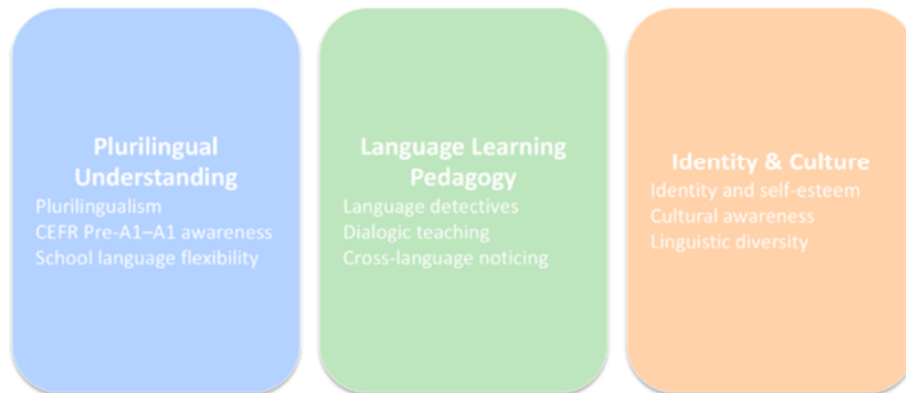 Plurilingual
Understanding
Plurilingualism
CEFR Pre-A1–A1 awareness
School language flexibility
Language Learning
Pedagogy
Language detectives
Dialogic teaching
Cross-language noticing
Identity & Culture
Identity and self-esteem
Cultural awareness
Linguistic diversity